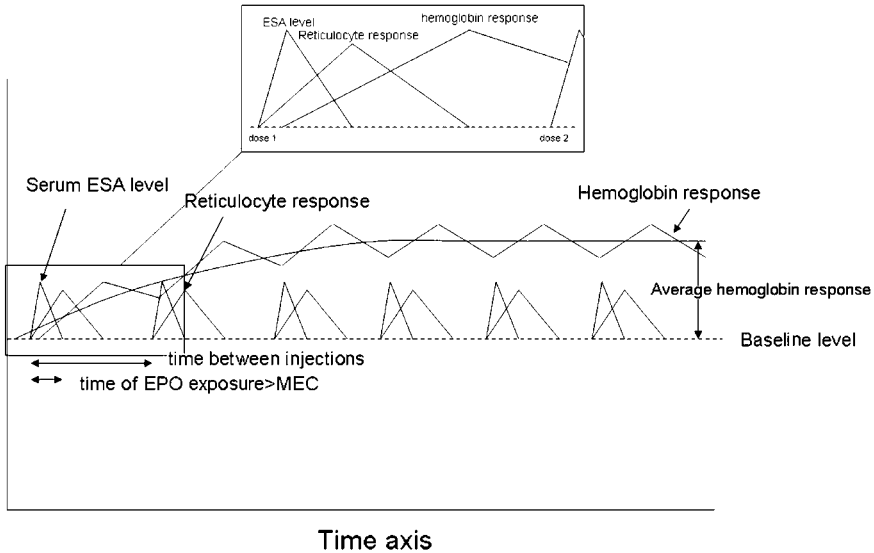 hemoglobin response
ESA level
Reticulocyte response
dose 1
dose 2
Serum ESA level
Reticulocyte response
Hemoglobin response
Average hemoglobin response
Baseline level
time between injections
time of EPO exposure>MEC
Time axis